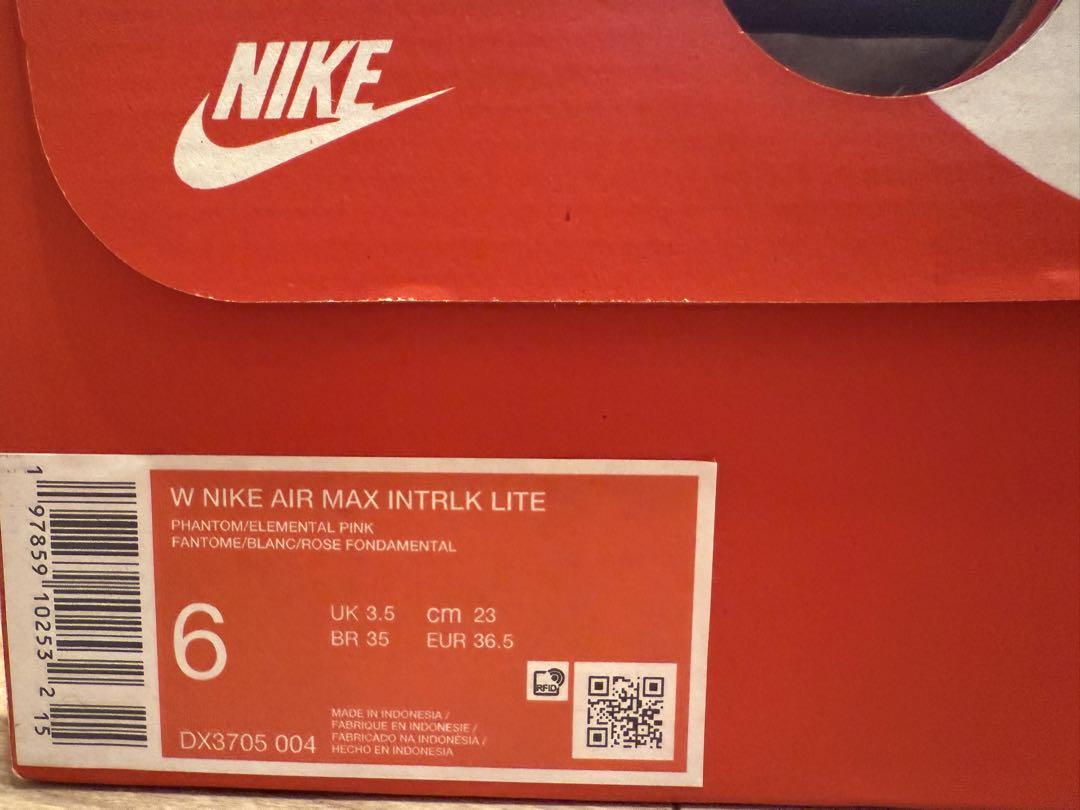 NIKE
W NIKE AIR MAX INTRLK LITE
PHANTOM/ELEMENTAL PINK
FANTOME/BLANC/ROSE FONDAMENTAL
6
UK 3.5 cm 23
BR 35 EUR 36.5
RFID
MADE IN INDONESIA /
FABRIQUE EN INDONESIE /
FABRICADO NA INDONÉSIA /
HECHO EN INDONESIA
DX3705 004
1 97859 10253 2 15